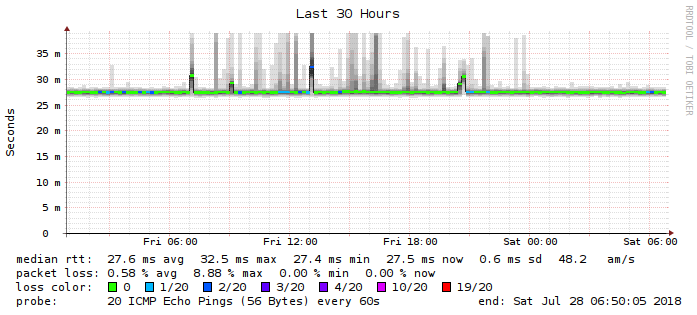 Last 30 Hours
RRDTOOL / TOBI OETIKER
Seconds
35 m
30 m
25 m
20 m
15 m
10 m
5 m
0
Fri 06:00 Fri 12:00 Fri 18:00 Sat 00:00 Sat 06:00
median rtt: 27.6 ms avg 32.5 ms max 27.4 ms min 27.5 ms now 0.6 ms sd 48.2 am/s
packet loss: 0.58 % avg 8.88 % max 0.00 % min 0.00 % now
loss color: 0 1/20 2/20 3/20 4/20 10/20 19/20
probe: 20 ICMP Echo Pings (56 Bytes) every 60s end: Sat Jul 28 06:50:05 2018